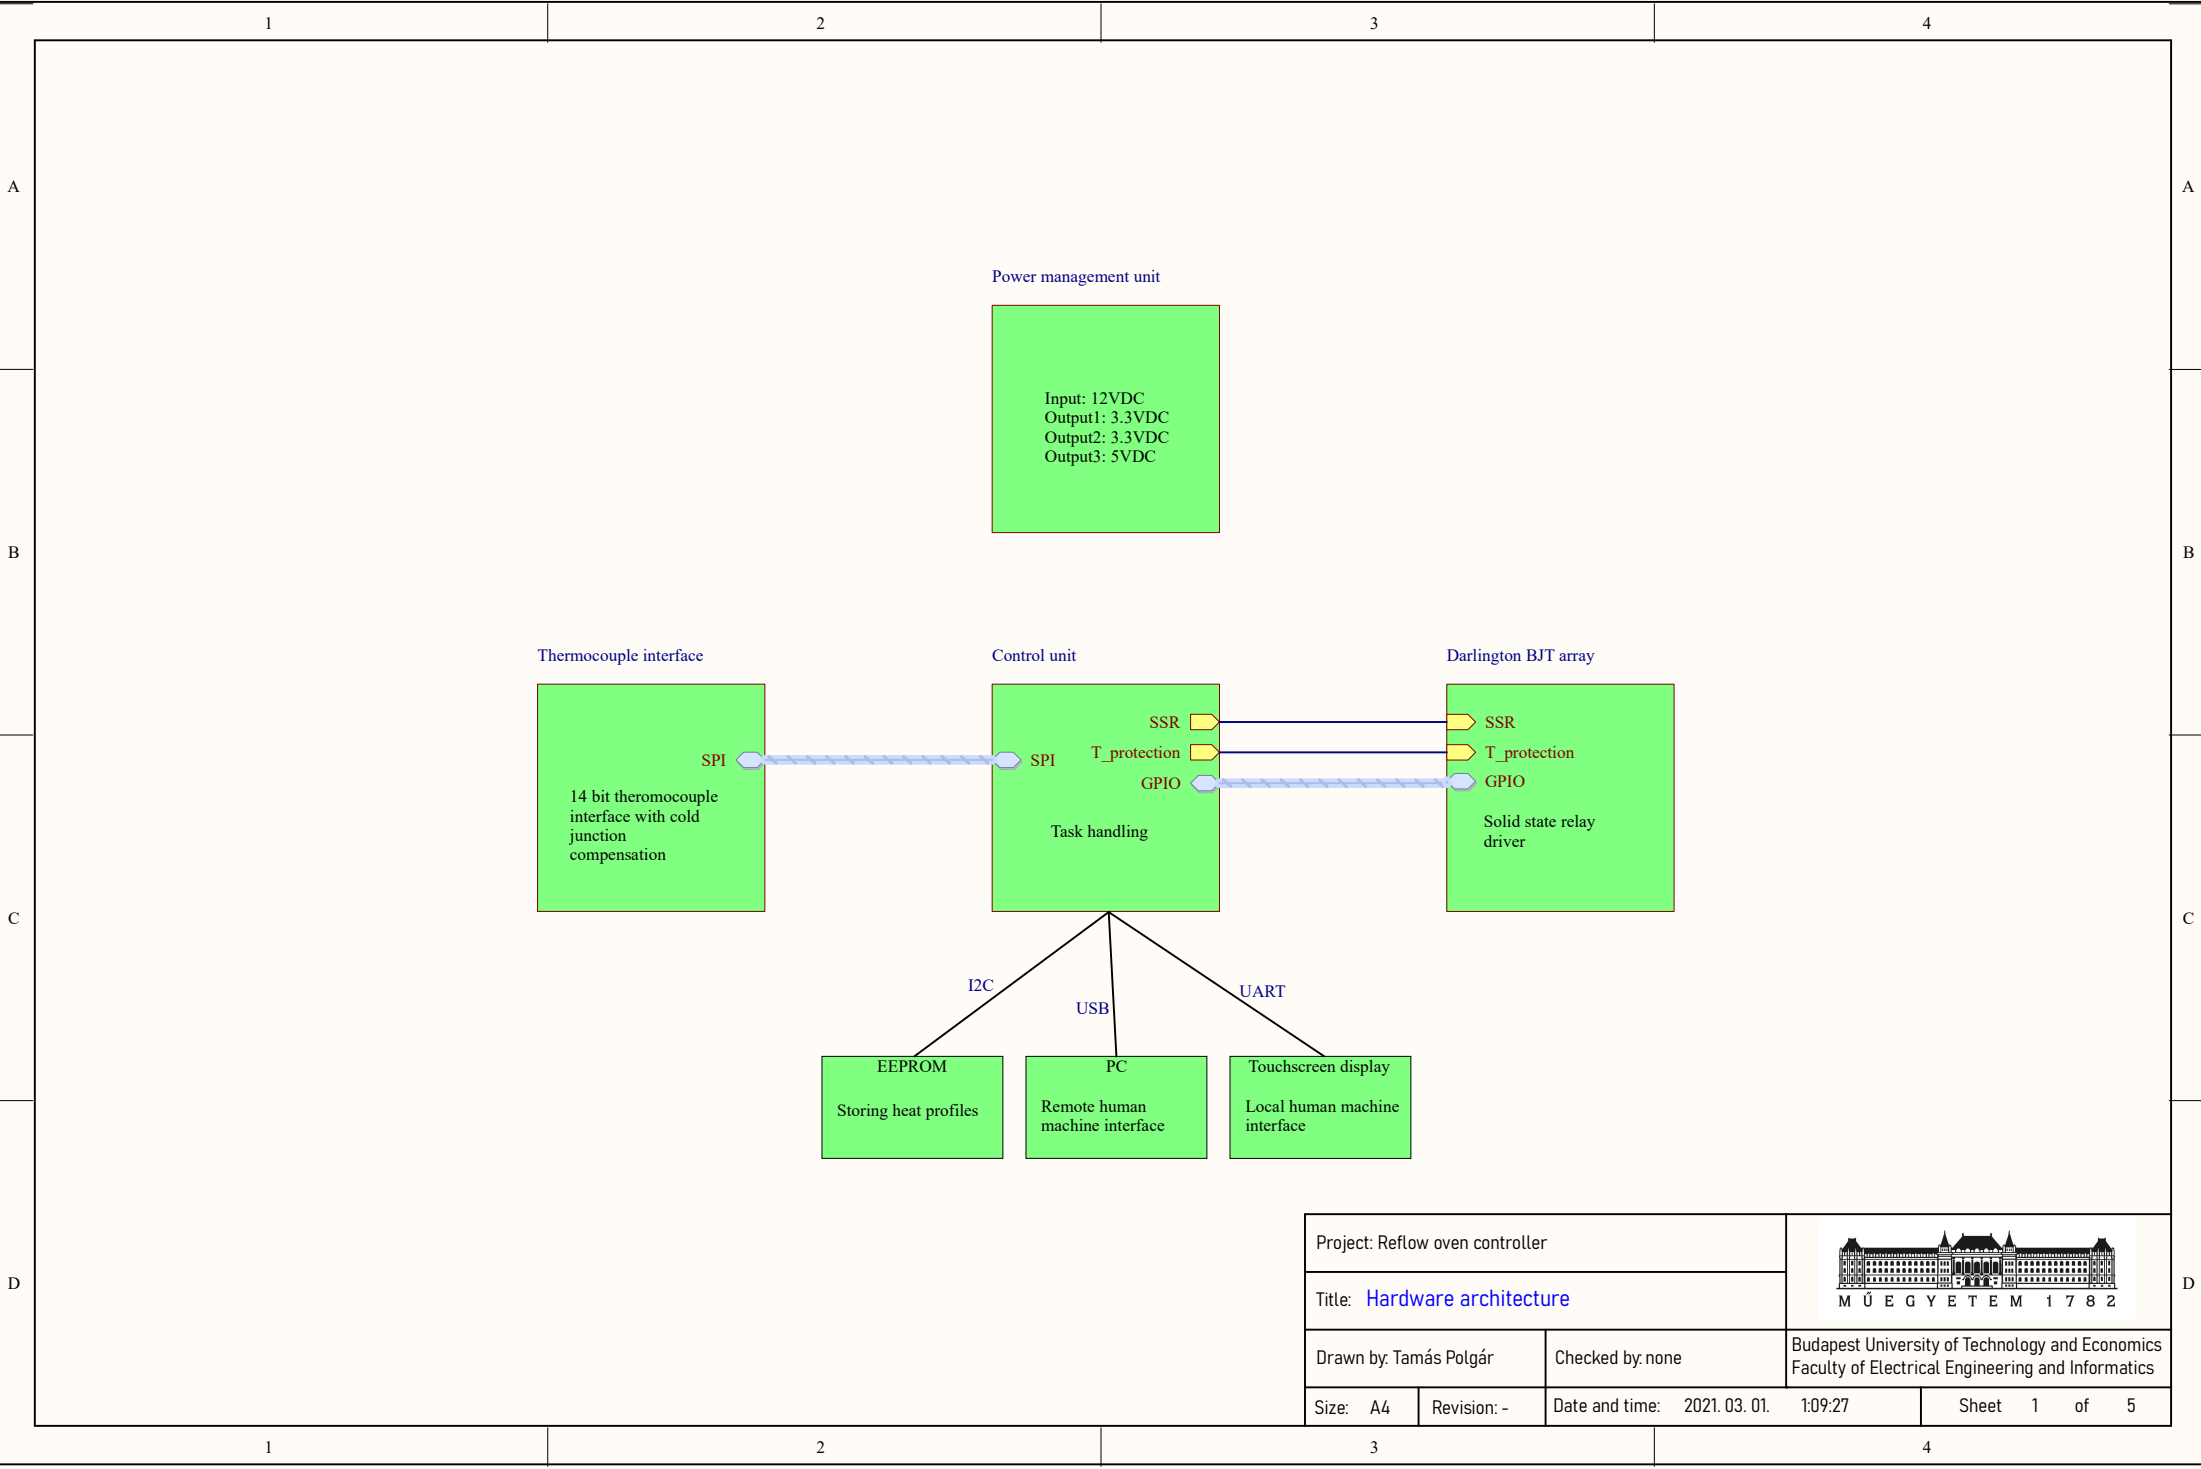 1 2 3 4
A A
Power management unit
Input: 12VDC
Output1: 3.3VDC
Output2: 3.3VDC
Output3: 5VDC
B B
Thermocouple interface
SPI
14 bit theromocouple
interface with cold
junction
compensation
Control unit
SSR
T_protection
SPI
GPIO
Task handling
Darlington BJT array
SSR
T_protection
GPIO
Solid state relay
driver
C C
I2C
USB
UART
EEPROM
Storing heat profiles
PC
Remote human
machine interface
Touchscreen display
Local human machine
interface
D D
Project: Reflow oven controller
Title: Hardware architecture
MŰEGYETEM 1782
Drawn by: Tamás Polgár
Checked by: none
Budapest University of Technology and Economics
Faculty of Electrical Engineering and Informatics
Size: A4
Revision: -
Date and time: 2021. 03. 01. 1:09:27
Sheet 1 of 5
1 2 3 4